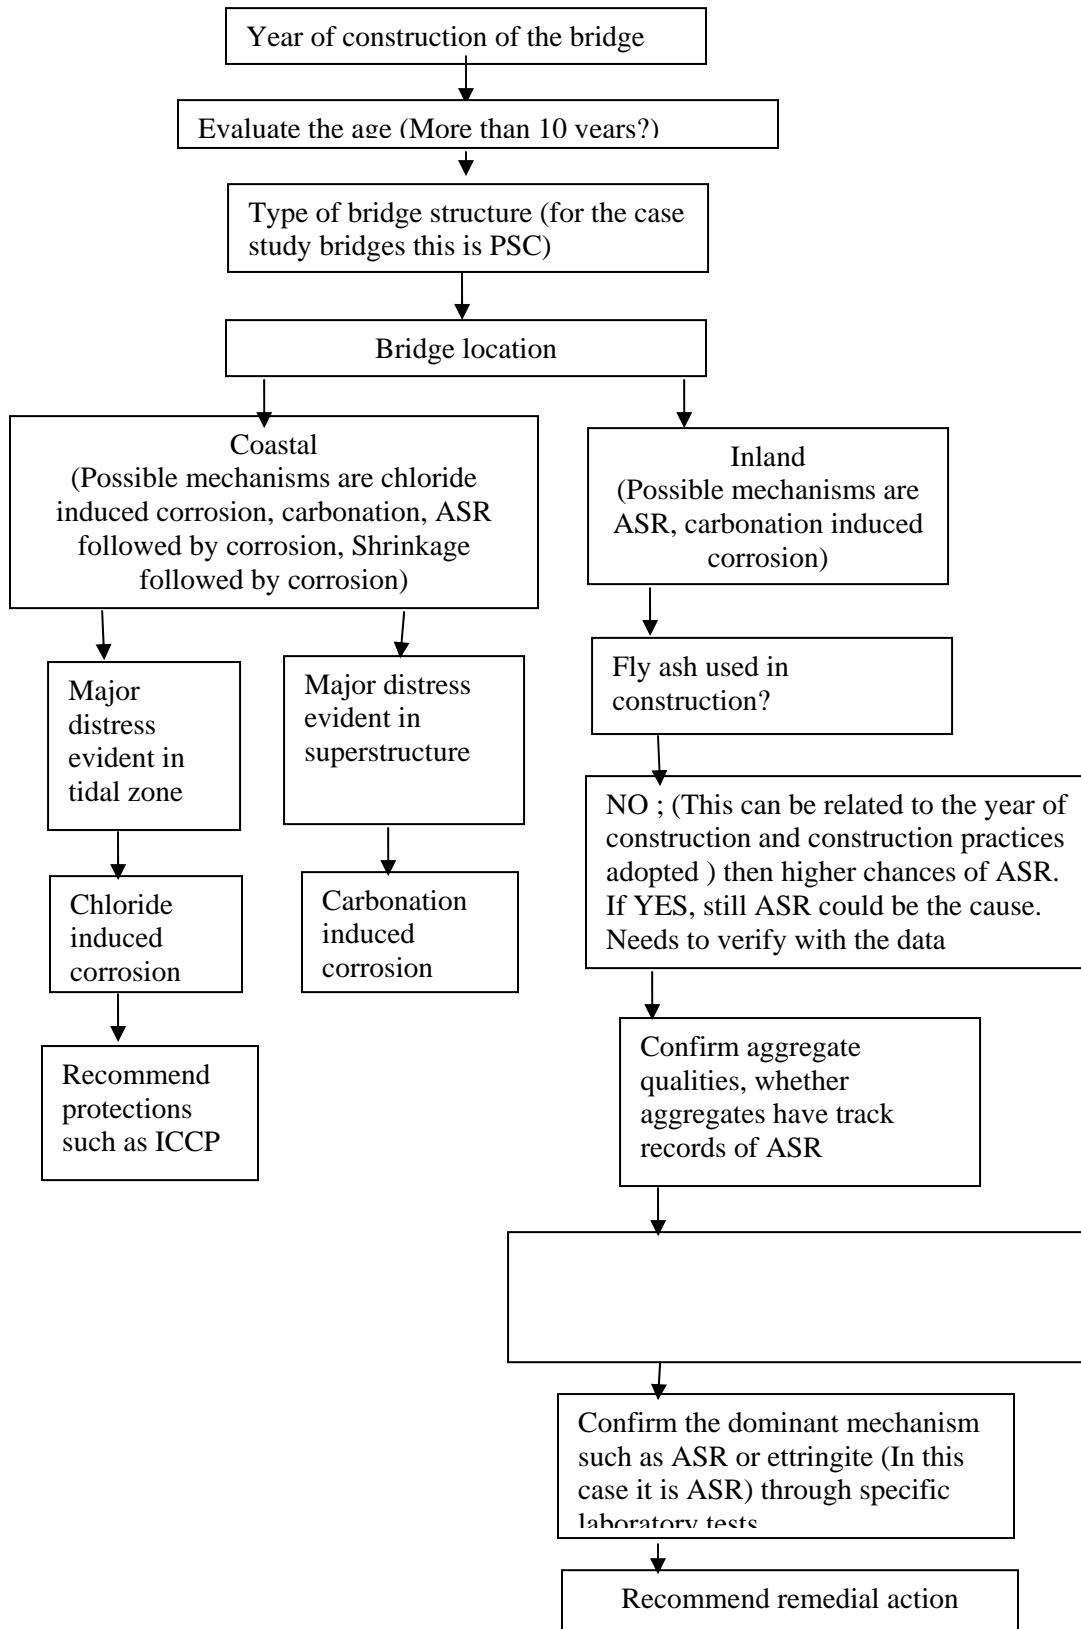 Year of construction of the bridge
Evaluate the age (More than 10 years?)
Type of bridge structure (for the case
study bridges this is PSC)
Bridge location
Coastal
(Possible mechanisms are chloride
induced corrosion, carbonation, ASR
followed by corrosion, Shrinkage
followed by corrosion)
Inland
(Possible mechanisms are
ASR, carbonation induced
corrosion)
Major
distress
evident in
tidal zone
Major distress
evident in
superstructure
Fly ash used in
construction?
Chloride
induced
corrosion
Carbonation
induced
corrosion
NO ; (This can be related to the year of
construction and construction practices
adopted ) then higher chances of ASR.
If YES, still ASR could be the cause.
Needs to verify with the data
Recommend
protections
such as ICCP
Confirm aggregate
qualities, whether
aggregates have track
records of ASR
Confirm the dominant mechanism
such as ASR or ettringite (In this
case it is ASR) through specific
laboratory tests
Recommend remedial action